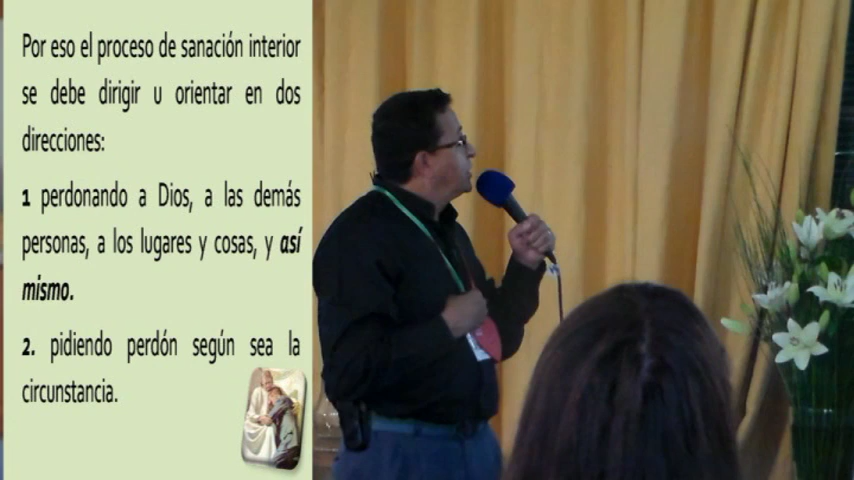 Por eso el proceso de sanación interior
se debe dirigir u orientar en dos
direcciones:
1 perdonando a Dios, a las demás
personas, a los lugares y cosas, y así
mismo.
2. pidiendo perdón según sea la
circunstancia.